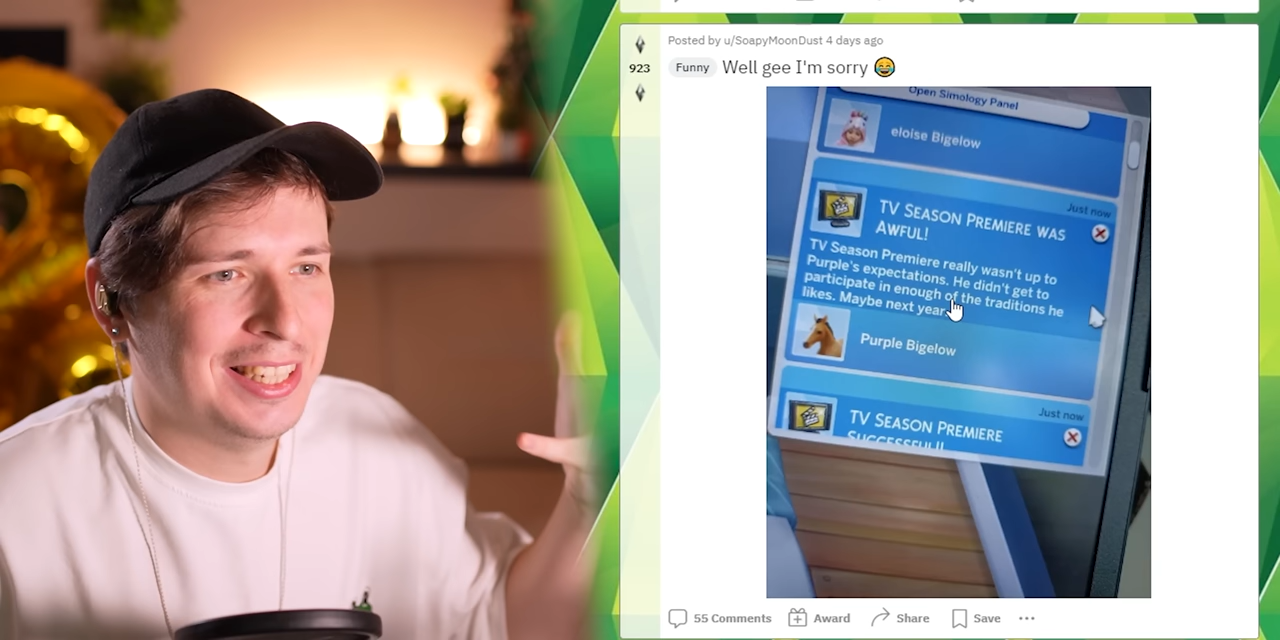 Posted by u/SoapyMoonDust 4 days ago
923
Funny Well gee I'm sorry 😂
Open Simology Panel
eloise Bigelow
Just now
TV Season Premiere was
Awful!
TV Season Premiere really wasn't up to
Purple's expectations. He didn't get to
participate in enough of the traditions he
likes. Maybe next year.
Purple Bigelow
Just now
TV Season Premiere
Successful!!
55 Comments Award Share Save